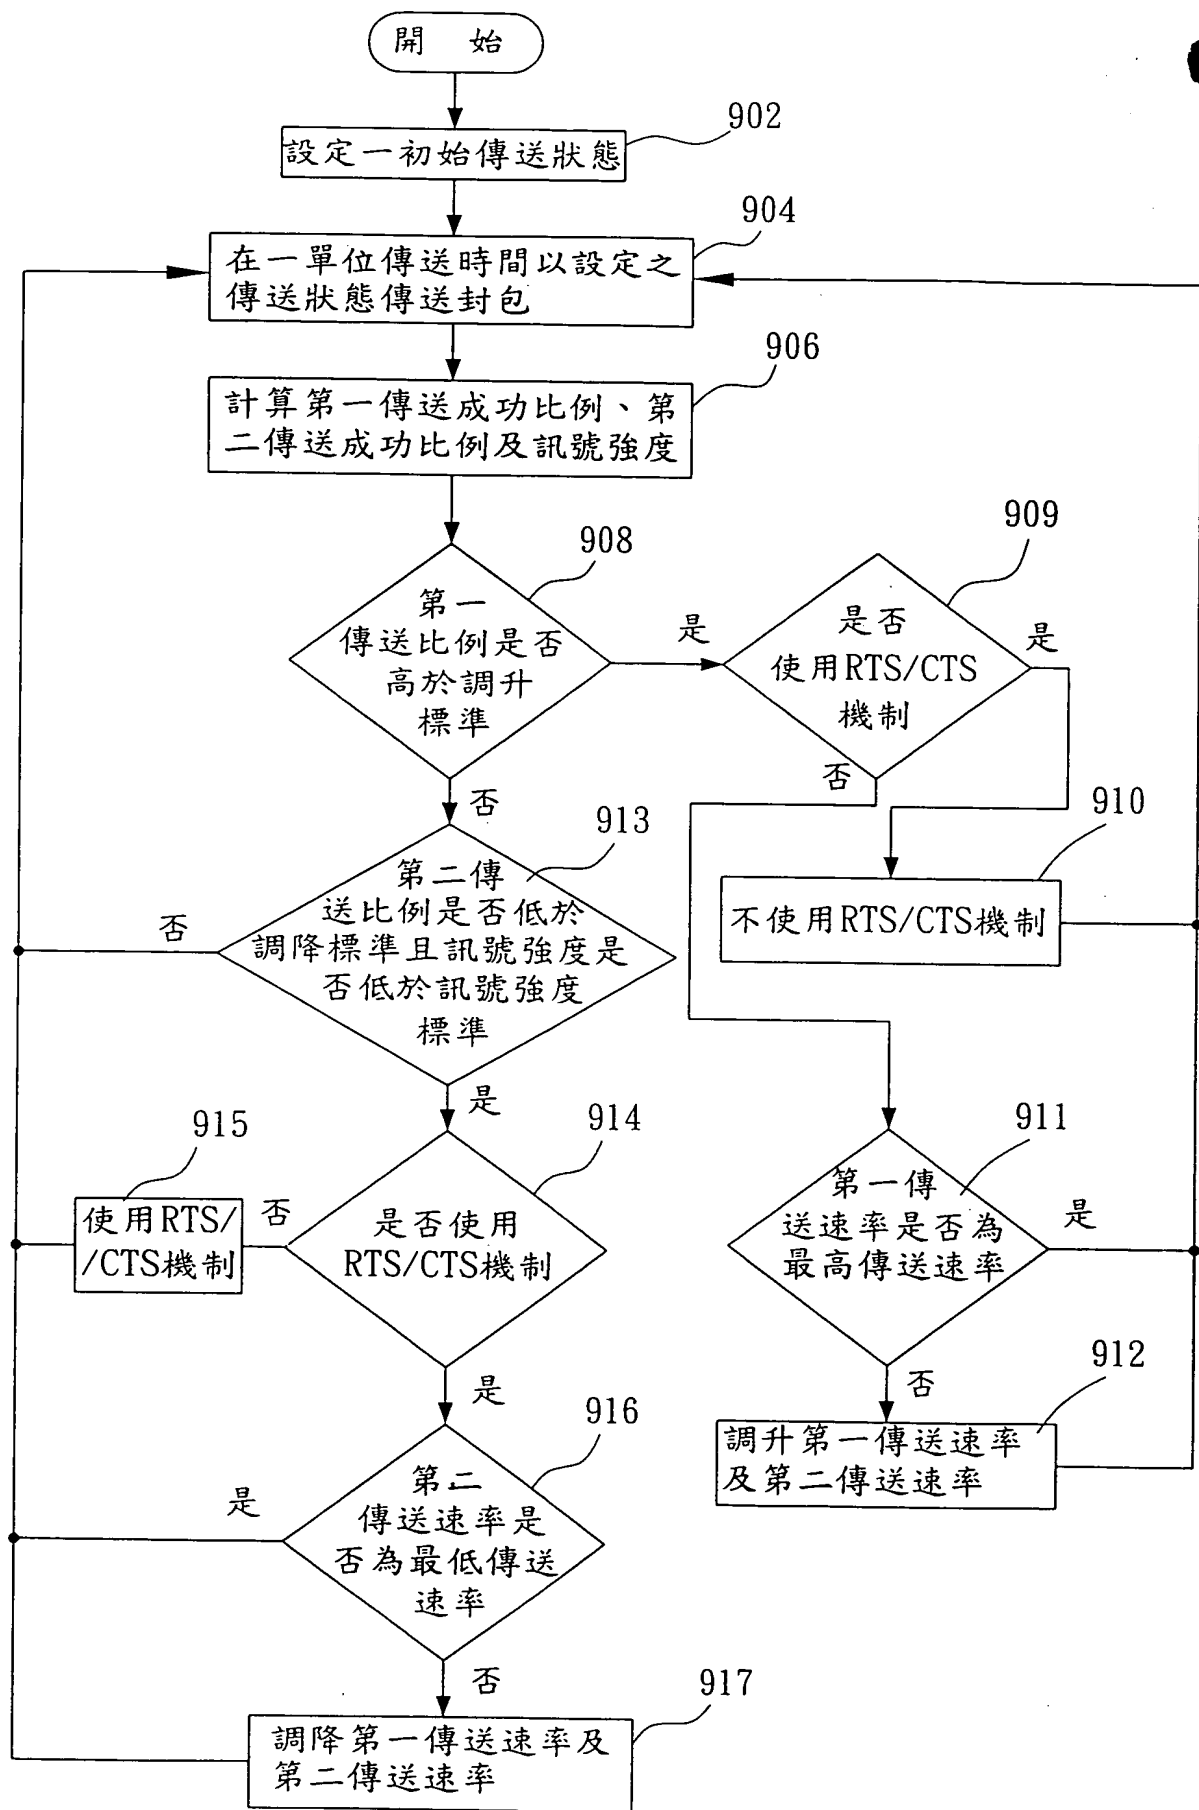 開 始
902
設定一初始傳送狀態
904
在一單位傳送時間以設定之
傳送狀態傳送封包
906
計算第一傳送成功比例、第
二傳送成功比例及訊號強度
908
第一
傳送比例是否
高於調升
標準
是
909
是否
使用RTS/CTS
機制
是
否
否
910
不使用RTS/CTS機制
913
第二傳
送比例是否低於
調降標準且訊號強度是
否低於訊號強度
標準
否
是
911
第一傳
送速率是否為
最高傳送速率
是
否
912
調升第一傳送速率
及第二傳送速率
914
是否使用
RTS/CTS機制
否
915
使用RTS/
/CTS機制
是
916
第二
傳送速率是
否為最低傳送
速率
是
否
917
調降第一傳送速率及
第二傳送速率